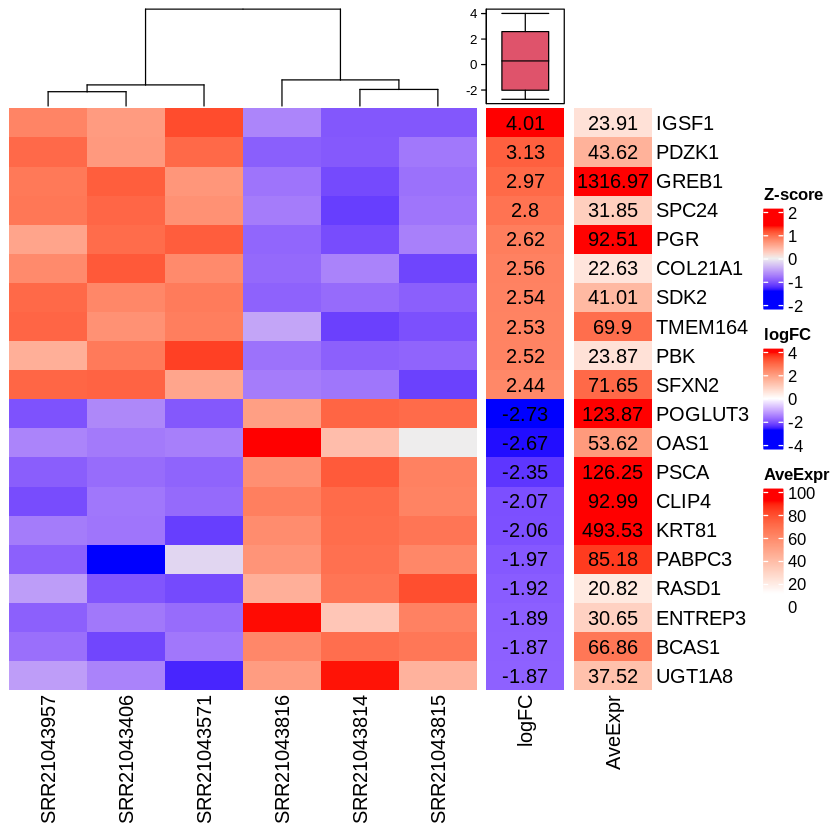 4
2
0
-2
4.01 23.91 IGSF1
3.13 43.62 PDZK1
2.97 1316.97 GREB1
2.8 31.85 SPC24
2.62 92.51 PGR
2.56 22.63 COL21A1
2.54 41.01 SDK2
2.53 69.9 TMEM164
2.52 23.87 PBK
2.44 71.65 SFXN2
-2.73 123.87 POGLUT3
-2.67 53.62 OAS1
-2.35 126.25 PSCA
-2.07 92.99 CLIP4
-2.06 493.53 KRT81
-1.97 85.18 PABPC3
-1.92 20.82 RASD1
-1.89 30.65 ENTREP3
-1.87 66.86 BCAS1
-1.87 37.52 UGT1A8
SRR21043957
SRR21043406
SRR21043571
SRR21043816
SRR21043814
SRR21043815
logFC
AveExpr
Z-score
2
1
0
-1
-2
logFC
4
2
0
-2
-4
AveExpr
100
80
60
40
20
0